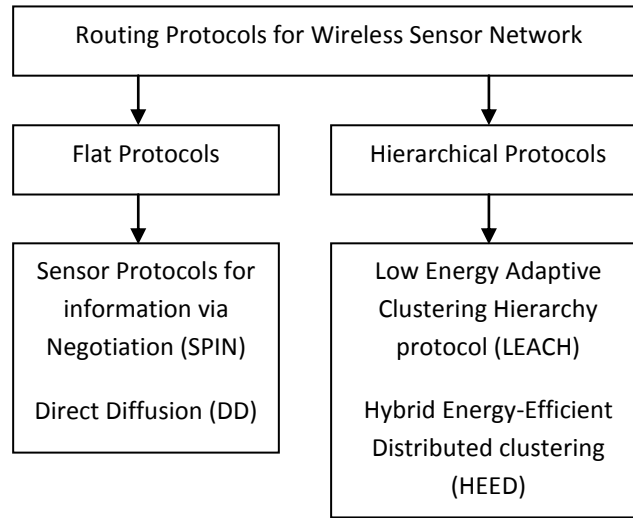 Routing Protocols for Wireless Sensor Network
Flat Protocols
Hierarchical Protocols
Sensor Protocols for
information via
Negotiation (SPIN)
Direct Diffusion (DD)
Low Energy Adaptive
Clustering Hierarchy
protocol (LEACH)
Hybrid Energy-Efficient
Distributed clustering
(HEED)